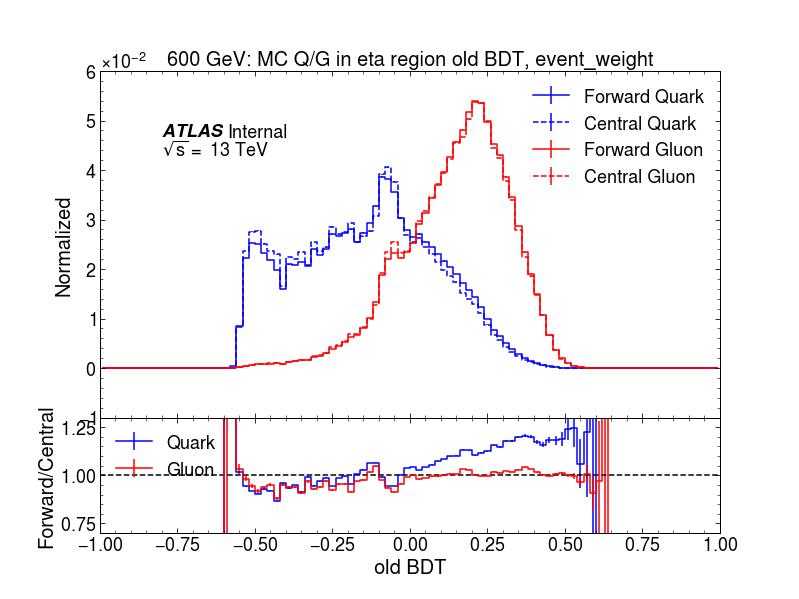 ×10⁻² 600 GeV: MC Q/G in eta region old BDT, event_weight
6
5
4
3
2
1
0
−1
Normalized
ATLAS Internal
√s = 13 TeV
Forward Quark
Central Quark
Forward Gluon
Central Gluon
1.25
1.00
0.75
Forward/Central
Quark
Gluon
−1.00 −0.75 −0.50 −0.25 0.00 0.25 0.50 0.75 1.00
old BDT